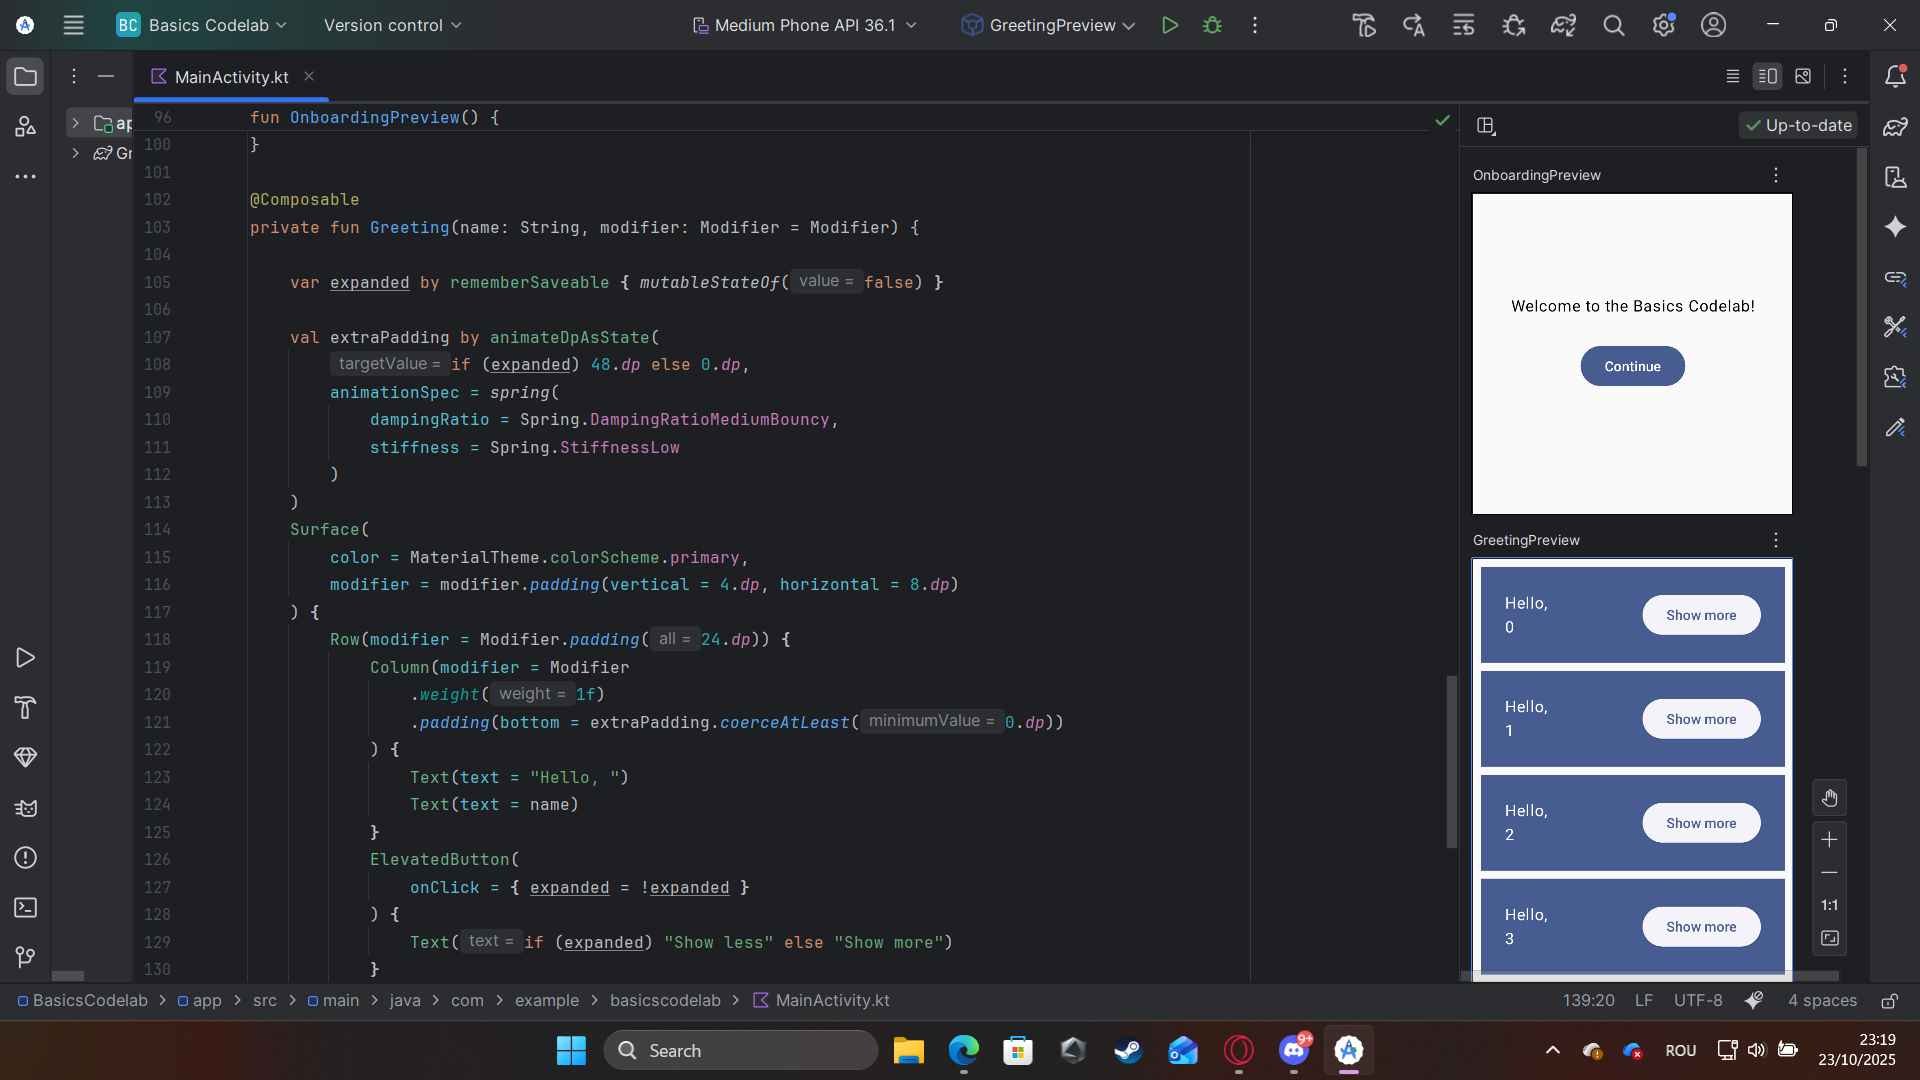 BC Basics Codelab Version control Medium Phone API 36.1 GreetingPreview
MainActivity.kt
ap
Gr
96 fun OnboardingPreview() {
100 }
101
102 @Composable
103 private fun Greeting(name: String, modifier: Modifier = Modifier) {
104
105 var expanded by rememberSaveable { mutableStateOf( value = false) }
106
107 val extraPadding by animateDpAsState(
108 targetValue = if (expanded) 48.dp else 0.dp,
109 animationSpec = spring(
110 dampingRatio = Spring.DampingRatioMediumBouncy,
111 stiffness = Spring.StiffnessLow
112 )
113 )
114 Surface(
115 color = MaterialTheme.colorScheme.primary,
116 modifier = modifier.padding(vertical = 4.dp, horizontal = 8.dp)
117 ) {
118 Row(modifier = Modifier.padding( all = 24.dp)) {
119 Column(modifier = Modifier
120 .weight( weight = 1f)
121 .padding(bottom = extraPadding.coerceAtLeast( minimumValue = 0.dp))
122 ) {
123 Text(text = "Hello, ")
124 Text(text = name)
125 }
126 ElevatedButton(
127 onClick = { expanded = !expanded }
128 ) {
129 Text( text = if (expanded) "Show less" else "Show more")
130 }
Up-to-date
OnboardingPreview
Welcome to the Basics Codelab!
Continue
GreetingPreview
Hello,
0
Show more
Hello,
1
Show more
Hello,
2
Show more
Hello,
3
Show more
1:1
BasicsCodelab > app > src > main > java > com > example > basicscodelab > MainActivity.kt
139:20 LF UTF-8 4 spaces
Search
9+
ROU
23:19
23/10/2025